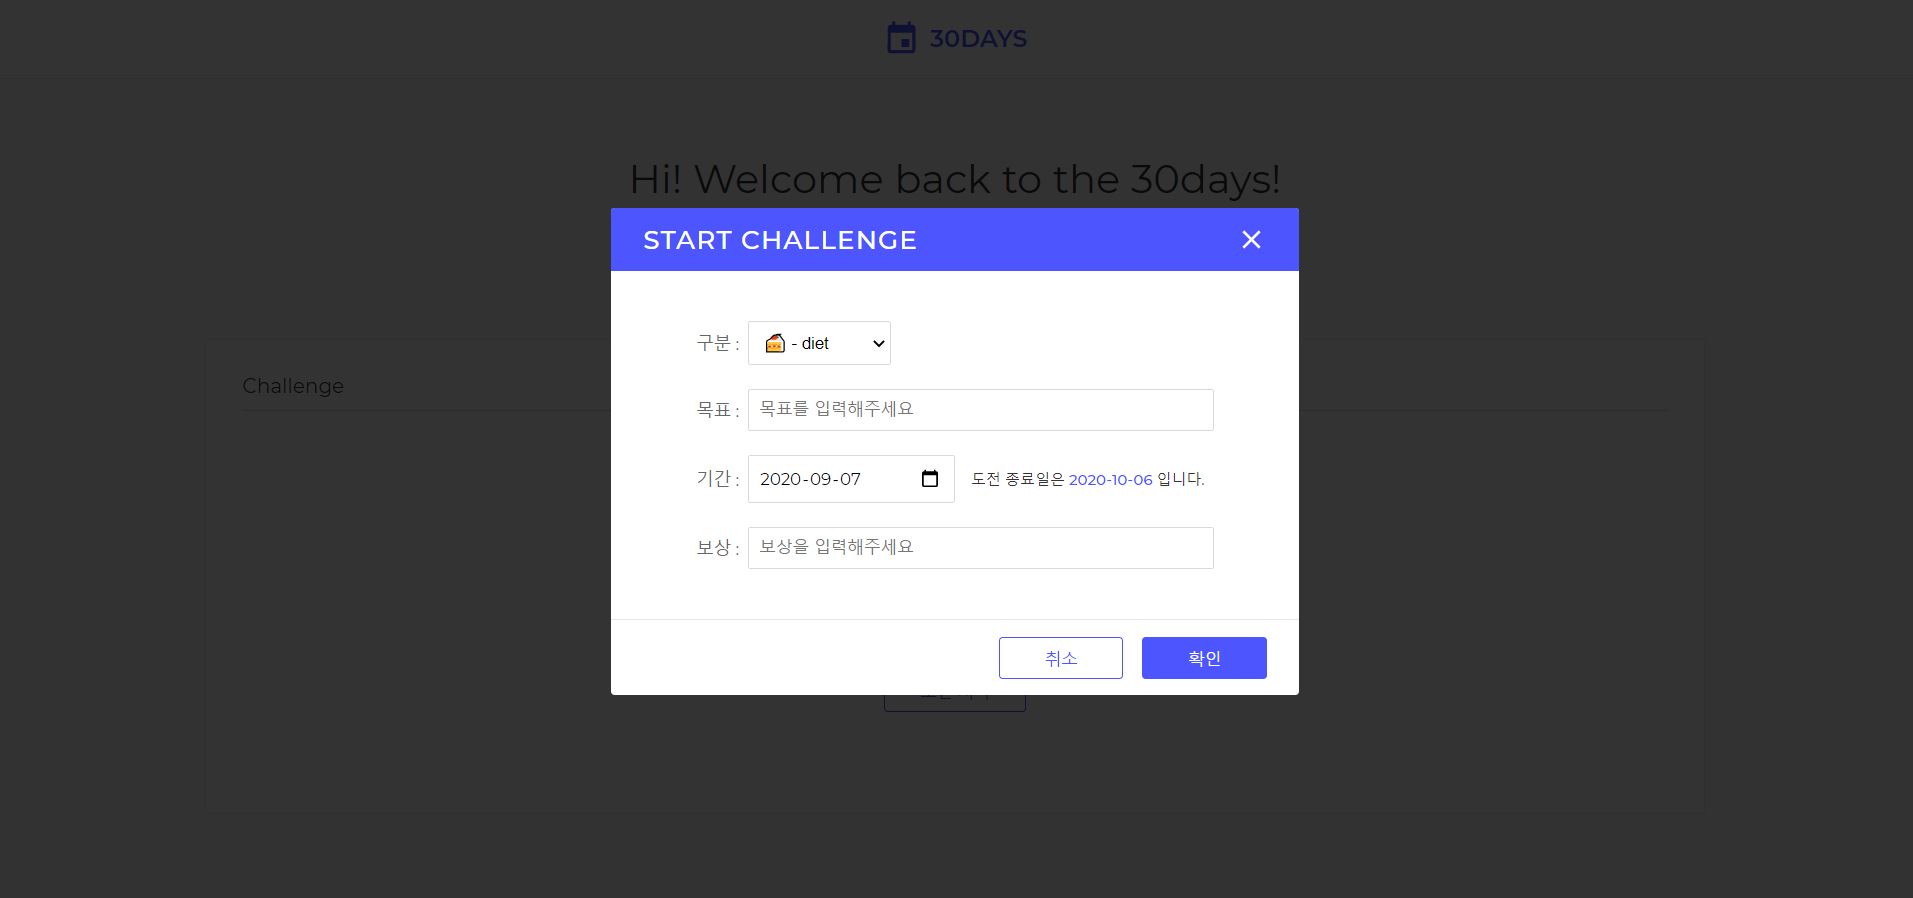 30DAYS
Hi! Welcome back to the 30days!
START CHALLENGE
Challenge
구분 : - diet
목표 : 목표를 입력해주세요
기간 : 2020-09-07 도전 종료일은 2020-10-06 입니다.
보상 : 보상을 입력해주세요
취소 확인